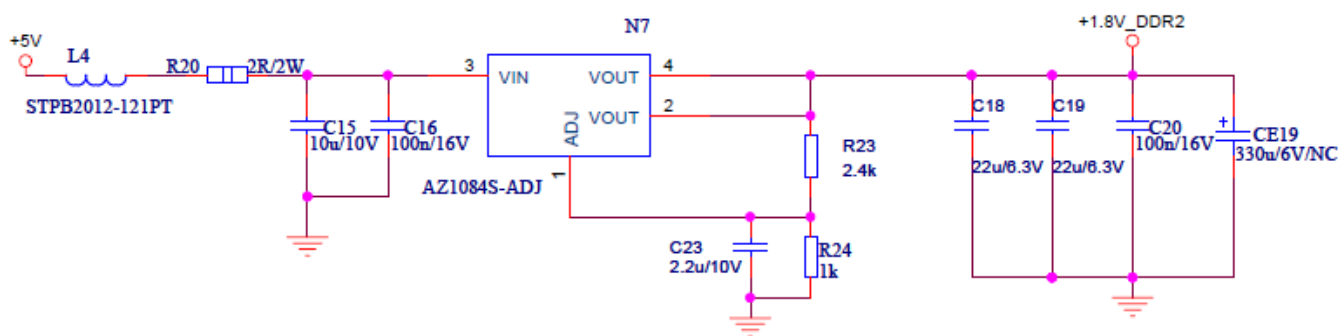 N7
+1.8V_DDR2
+5V
L4
R20
2R/2W
STPB2012-121PT
3
VIN
VOUT
4
VOUT
2
ADJ
1
AZ1084S-ADJ
C15
10u/10V
C16
100n/16V
R23
2.4k
C23
2.2u/10V
R24
1k
C18
22u/6.3V
C19
22u/6.3V
C20
100n/16V
+
CE19
330u/6V/NC